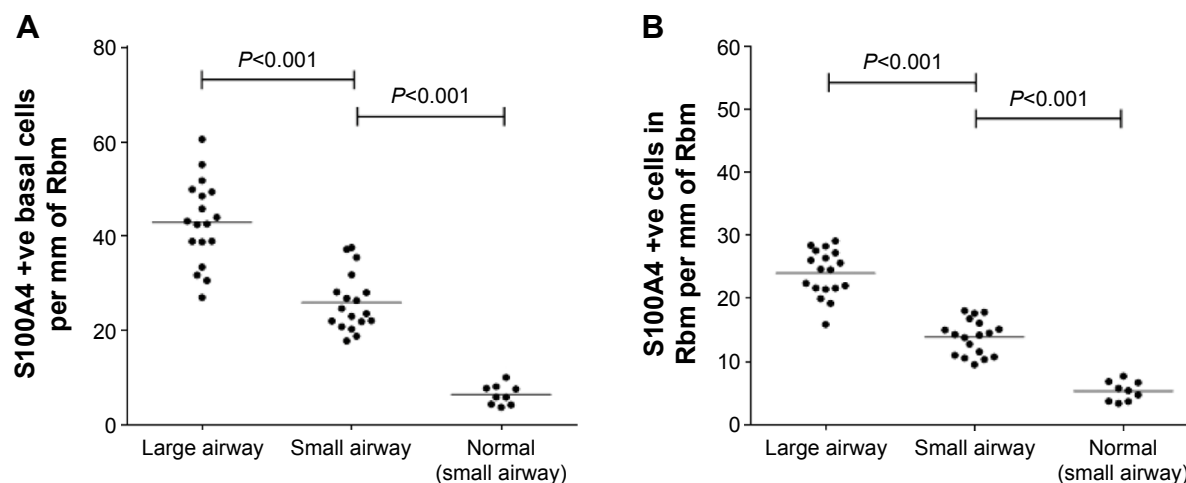 A
S100A4 +ve basal cells
per mm of Rbm
80
60
40
20
0
P<0.001
P<0.001
Large airway
Small airway
Normal
(small airway)
B
S100A4 +ve cells in
Rbm per mm of Rbm
60
50
40
30
20
10
0
P<0.001
P<0.001
Large airway
Small airway
Normal
(small airway)